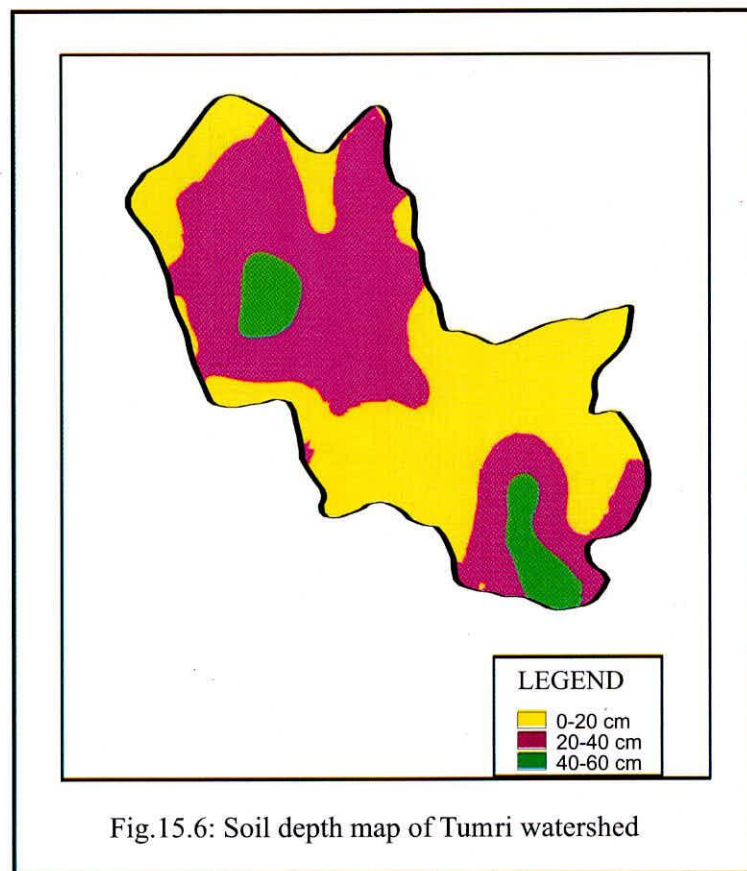 LEGEND
0-20 cm
20-40 cm
40-60 cm
Fig.15.6: Soil depth map of Tumri watershed